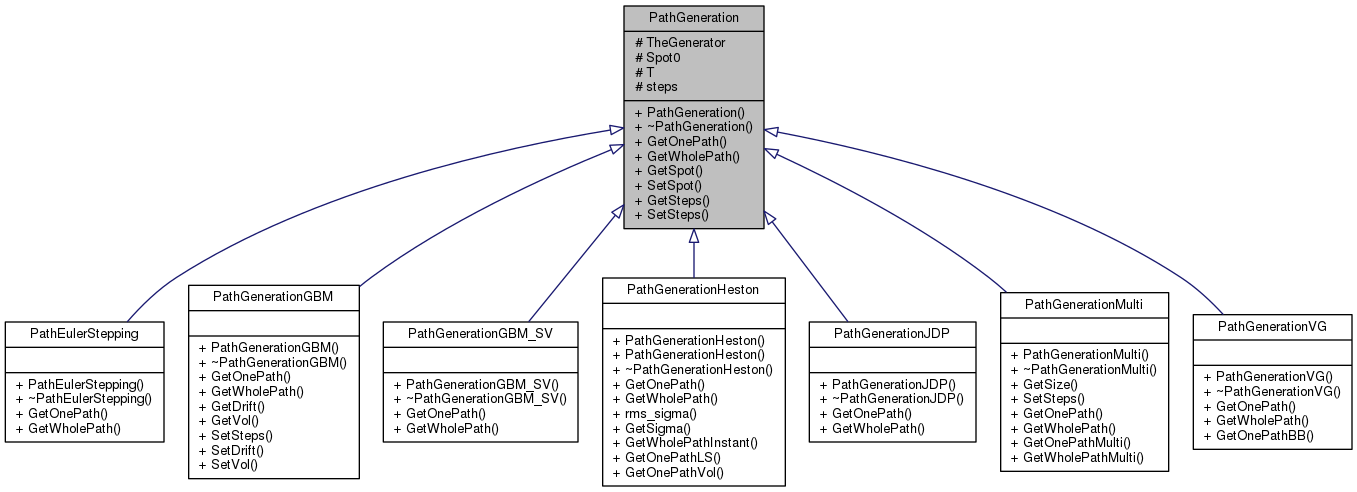 PathGeneration
# TheGenerator
# Spot0
# T
# steps
+ PathGeneration()
+ ~PathGeneration()
+ GetOnePath()
+ GetWholePath()
+ GetSpot()
+ SetSpot()
+ GetSteps()
+ SetSteps()
PathEulerStepping
+ PathEulerStepping()
+ ~PathEulerStepping()
+ GetOnePath()
+ GetWholePath()
PathGenerationGBM
+ PathGenerationGBM()
+ ~PathGenerationGBM()
+ GetOnePath()
+ GetWholePath()
+ GetDrift()
+ GetVol()
+ SetSteps()
+ SetDrift()
+ SetVol()
PathGenerationGBM_SV
+ PathGenerationGBM_SV()
+ ~PathGenerationGBM_SV()
+ GetOnePath()
+ GetWholePath()
PathGenerationHeston
+ PathGenerationHeston()
+ PathGenerationHeston()
+ ~PathGenerationHeston()
+ GetOnePath()
+ GetWholePath()
+ rms_sigma()
+ GetSigma()
+ GetWholePathInstant()
+ GetOnePathLS()
+ GetOnePathVol()
PathGenerationJDP
+ PathGenerationJDP()
+ ~PathGenerationJDP()
+ GetOnePath()
+ GetWholePath()
PathGenerationMulti
+ PathGenerationMulti()
+ ~PathGenerationMulti()
+ GetSize()
+ SetSteps()
+ GetOnePath()
+ GetWholePath()
+ GetOnePathMulti()
+ GetWholePathMulti()
PathGenerationVG
+ PathGenerationVG()
+ ~PathGenerationVG()
+ GetOnePath()
+ GetWholePath()
+ GetOnePathBB()